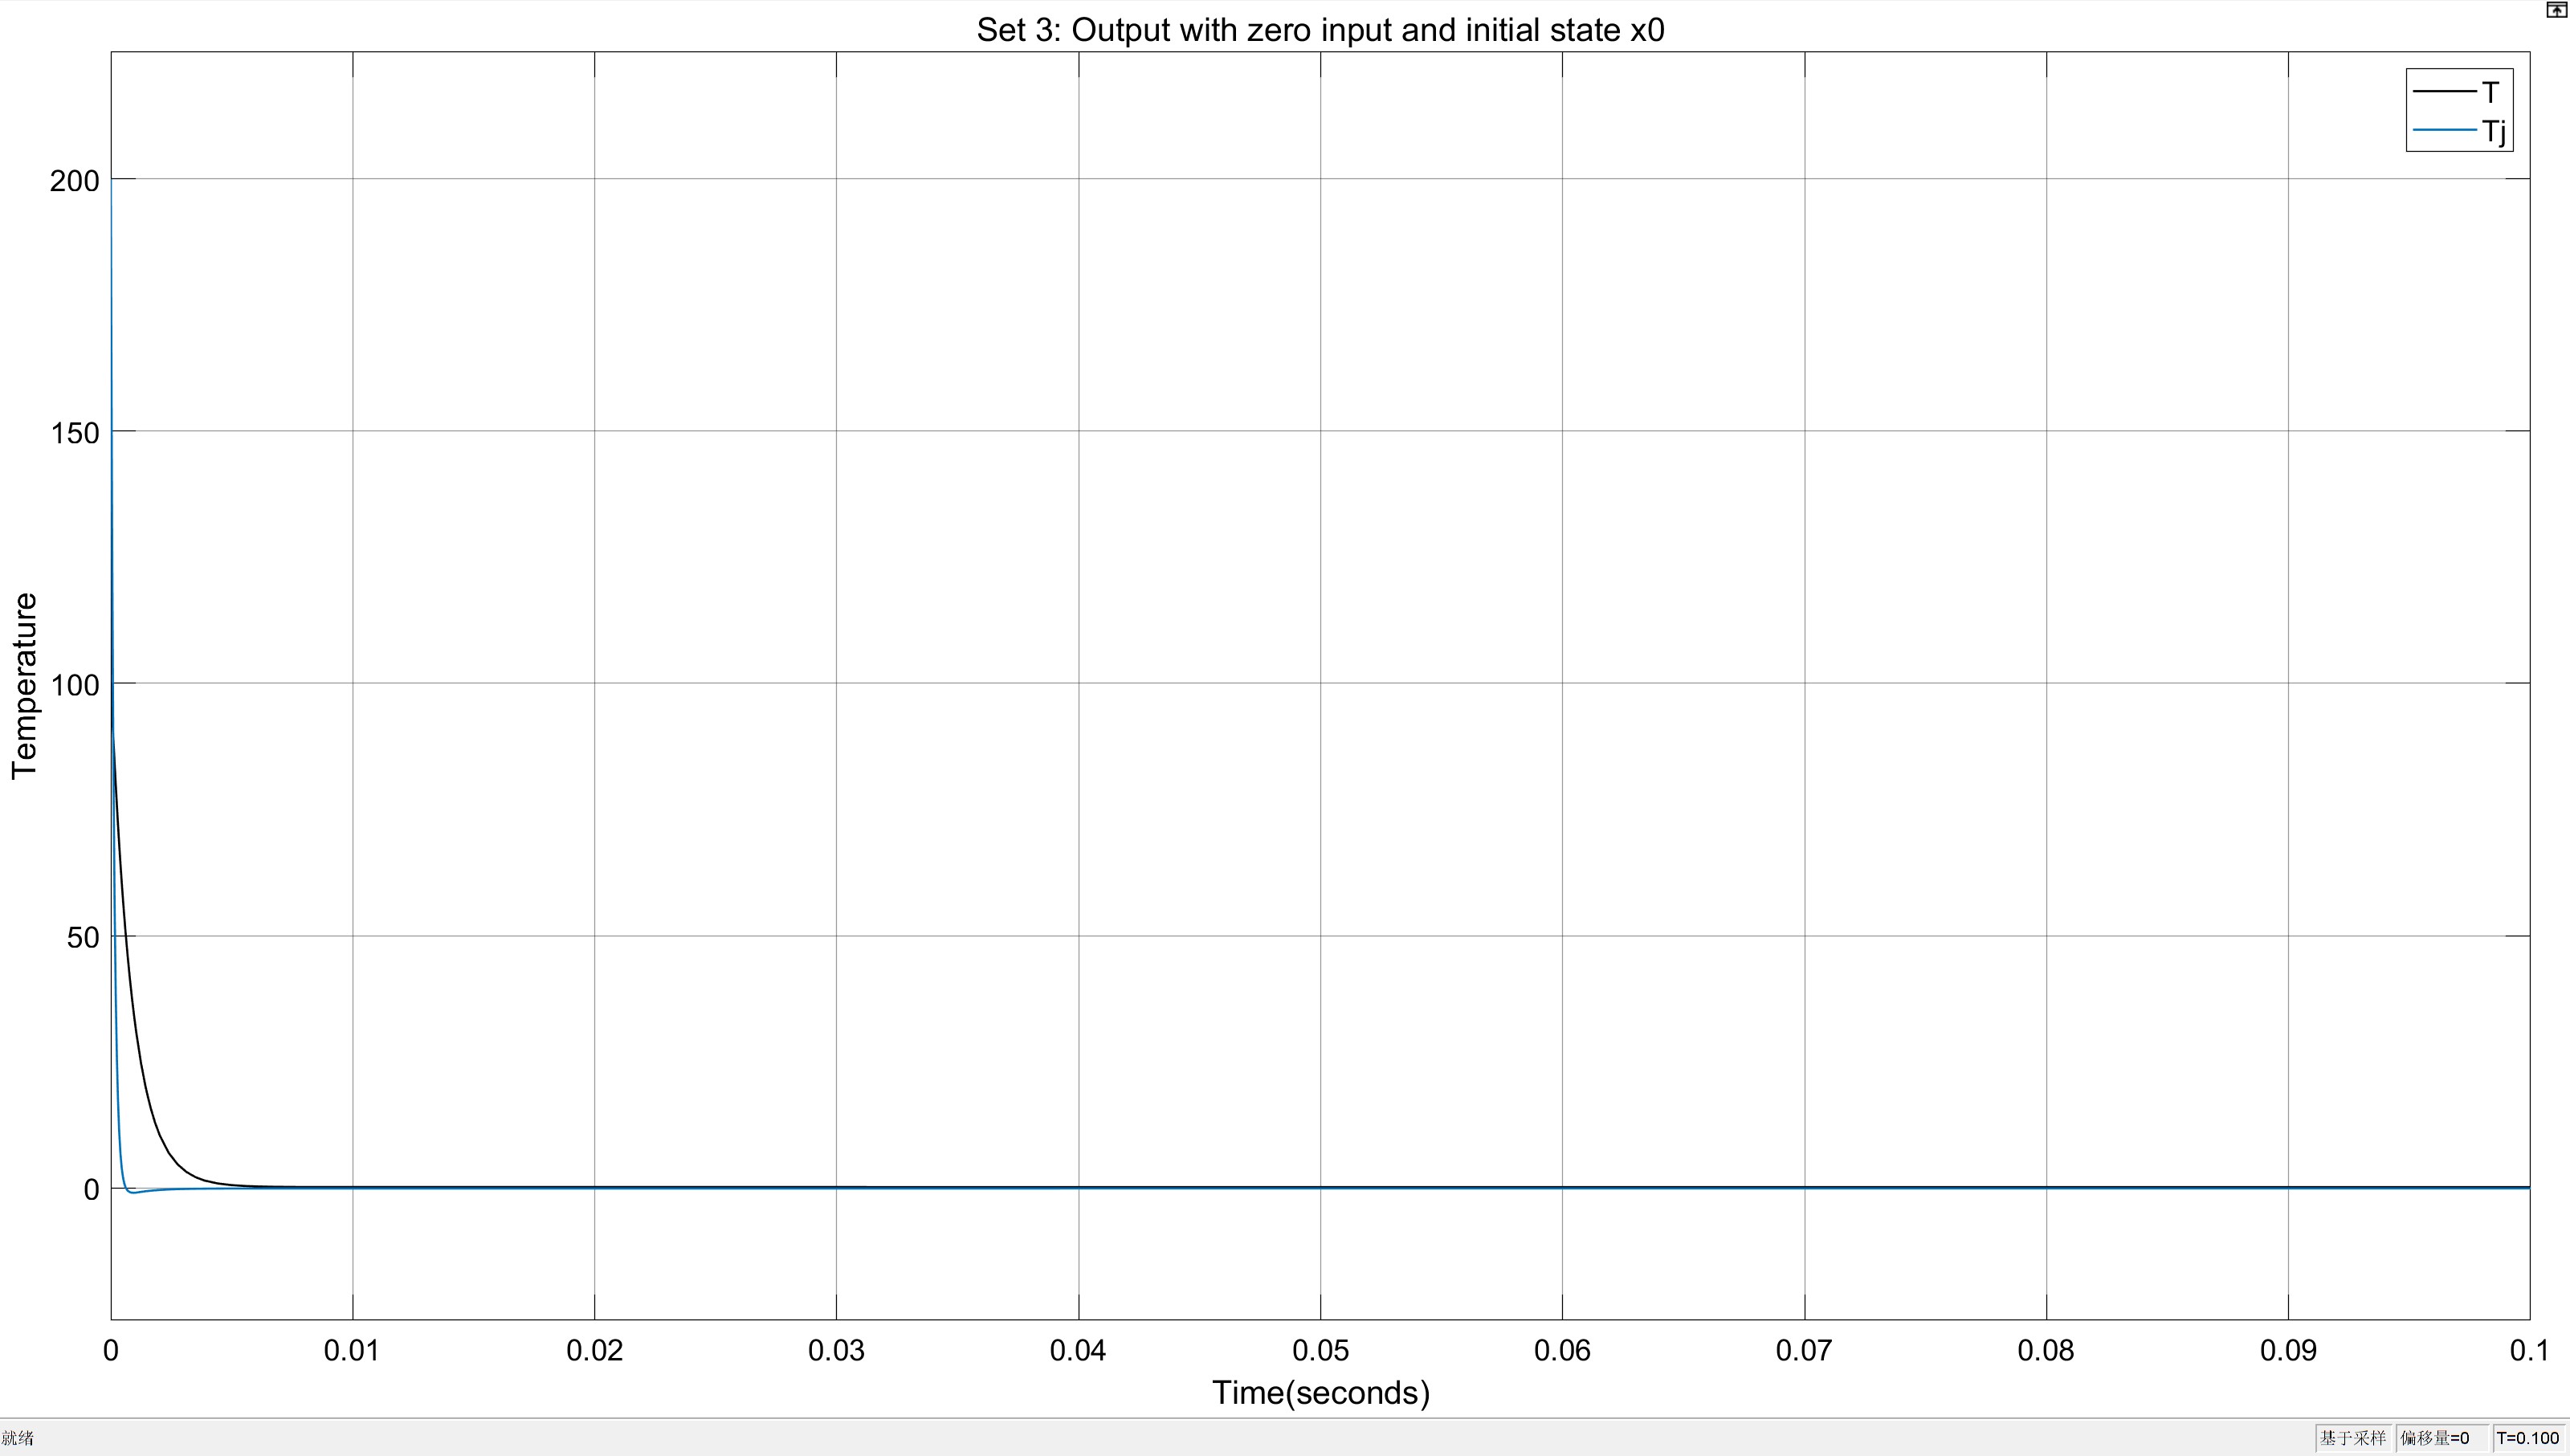 Set 3: Output with zero input and initial state x0
T
Tj
200
150
100
50
0
Temperature
0 0.01 0.02 0.03 0.04 0.05 0.06 0.07 0.08 0.09 0.1
Time(seconds)
就绪 基于采样 偏移量=0 T=0.100